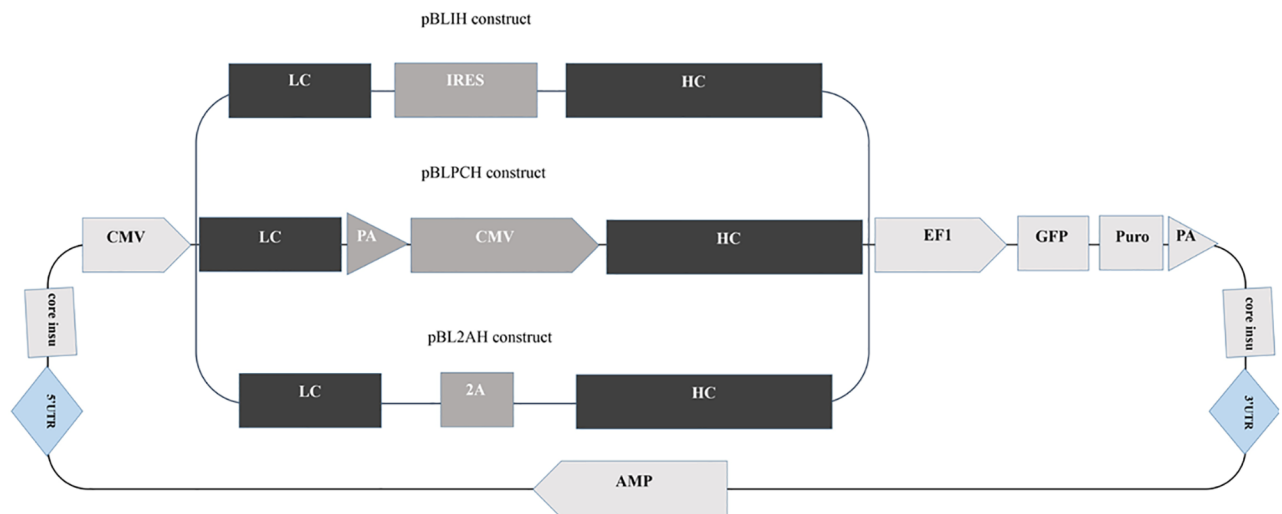 pBLIH construct
LC IRES HC
pBLPCH construct
CMV LC PA CMV HC EF1 GFP Puro PA
core insu core insu
pBL2AH construct
LC 2A HC
5'UTR 3'UTR
AMP